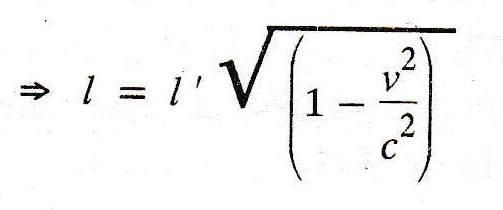 ⇒ l = l' √(1 − v²/c²)